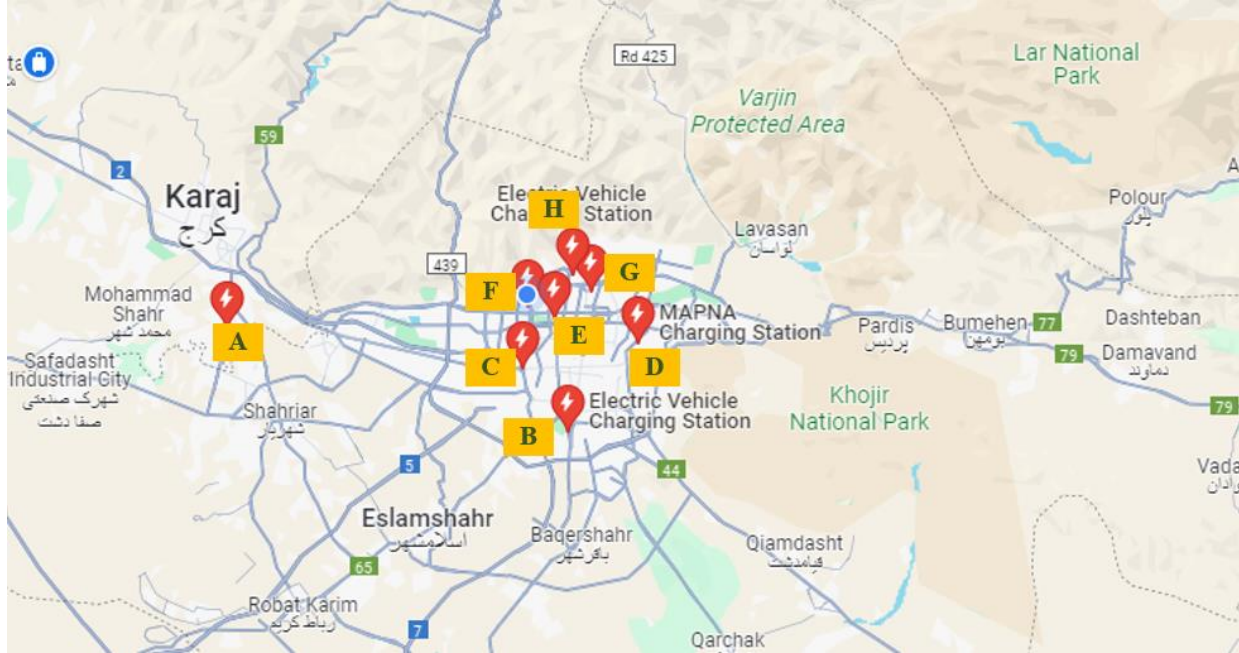 Rd 425
Lar National
Park
Varjin
Protected Area
59
2
Karaj
کرج
Electric Vehicle
Station
H
Polour
پلور
Lavasan
لواسان
439
G
F
Mohammad
Shahr
محمد شهر
MAPNA
Charging Station
E
A
Pardis
پردیس
Bumehen
بومهن
77
Dashteban
C
D
79
Damavand
دماوند
Safadasht
Industrial City
شهرک صنعتی
صفا دشت
Shahriar
شهریار
Electric Vehicle
Charging Station
Khojir
National Park
79
B
5
44
Eslamshahr
اسلامشهر
Baqershahr
باقرشهر
Qiamdasht
قیامدشت
65
Robat Karim
رباط کریم
7
Qarchak